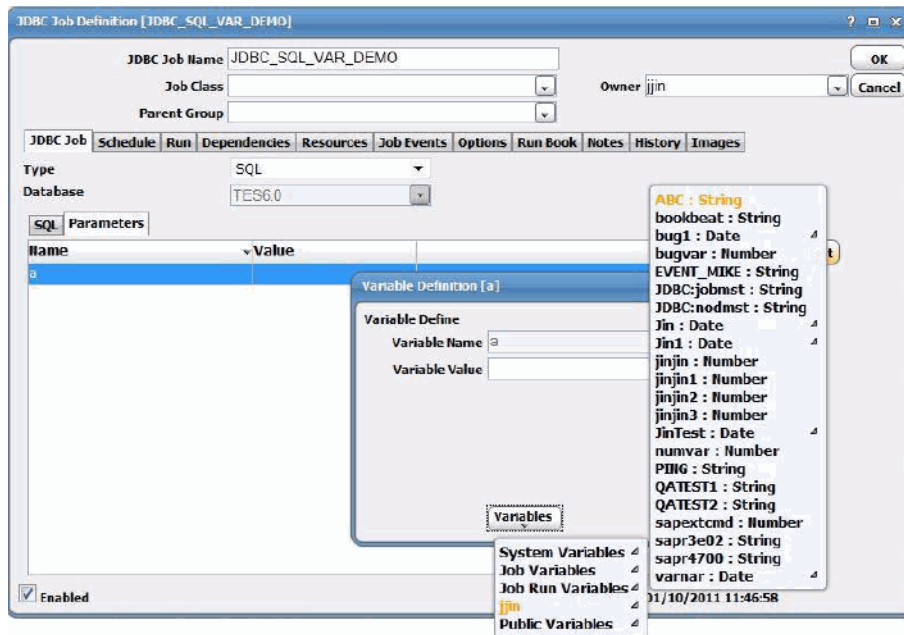 JDBC Job Definition [JDBC_SQL_VAR_DEMO]
JDBC Job Name JDBC_SQL_VAR_DEMO
OK
Job Class
Owner jjin
Cancel
Parent Group
JDBC Job Schedule Run Dependencies Resources Job Events Options Run Book Notes History Images
Type SQL
Database TES6.0
SQL Parameters
Name Value
a
Variable Definition [a]
Variable Define
Variable Name a
Variable Value
Variables
ABC : String
bookbeat : String
bug1 : Date
bugvar : Number
EVENT_MIKE : String
JDBC:jobmst : String
JDBC:nodmst : String
Jin : Date
Jin1 : Date
jinjin : Number
jinjin1 : Number
jinjin2 : Number
jinjin3 : Number
JinTest : Date
numvar : Number
PING : String
QATEST1 : String
QATEST2 : String
sapextcmd : Number
sapr3e02 : String
sapr4700 : String
varnar : Date
System Variables
Job Variables
Job Run Variables
jjin
Public Variables
Enabled
01/10/2011 11:46:58